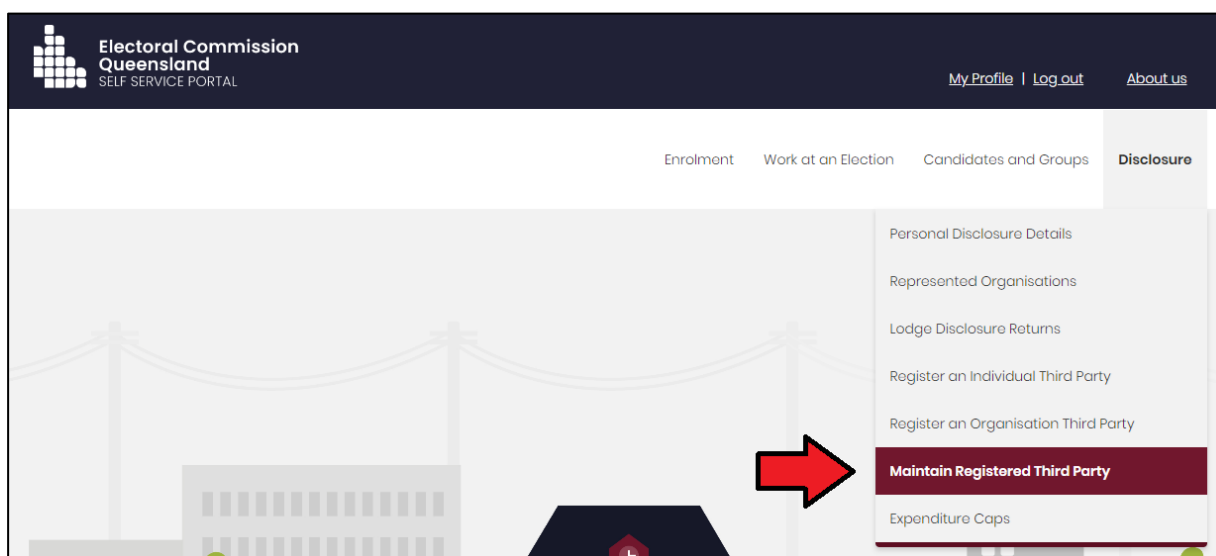 Electoral Commission
Queensland
SELF SERVICE PORTAL
My Profile | Log out About us
Enrolment Work at an Election Candidates and Groups Disclosure
Personal Disclosure Details
Represented Organisations
Lodge Disclosure Returns
Register an Individual Third Party
Register an Organisation Third Party
Maintain Registered Third Party
Expenditure Caps